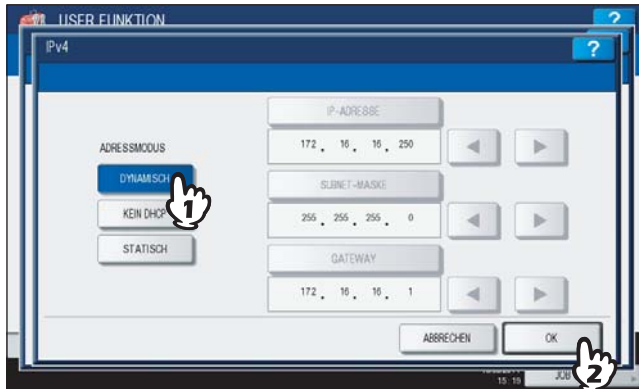 USER FUNKTION
?
IPv4
?
IP-ADRESSE
ADRESSMODUS
172 . 16 . 16 . 250
DYNAMISCH
1
SUBNET-MASKE
KEIN DHCP
255 . 255 . 255 . 0
STATISCH
GATEWAY
172 . 16 . 16 . 1
ABBRECHEN
OK
2
15:19
JOB